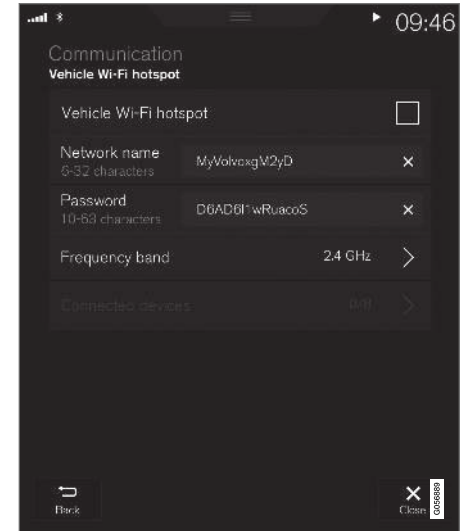 09:46
Communication
Vehicle Wi-Fi hotspot
Vehicle Wi-Fi hotspot
Network name
6-32 characters
MyVolvoxgM2yD
Password
10-63 characters
D6AD6l1wRuacoS
Frequency band
2.4 GHz
Connected devices
0/8
Back
Close
G056889